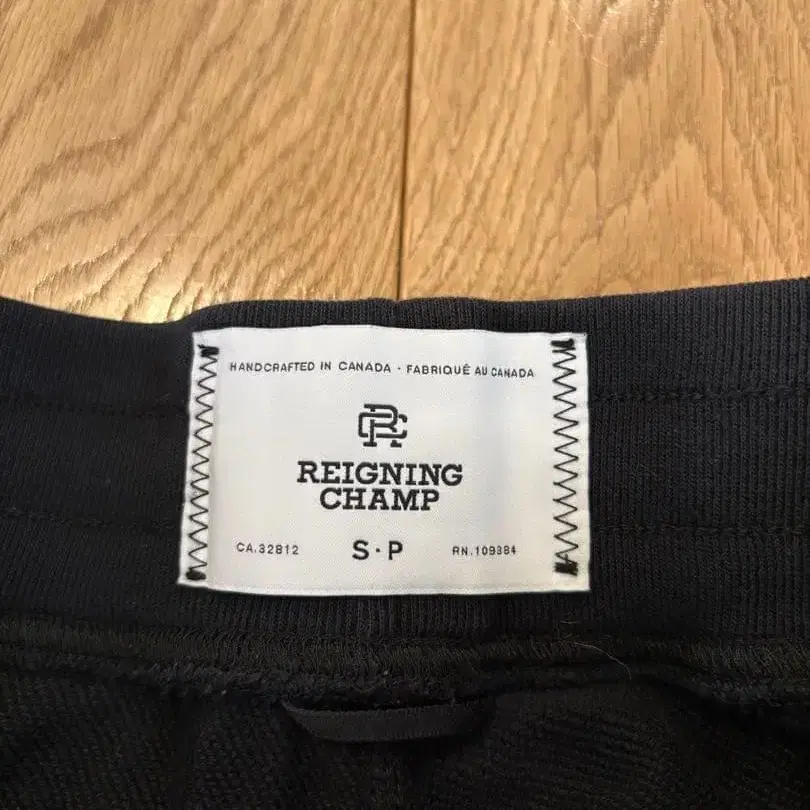 HANDCRAFTED IN CANADA · FABRIQUÉ AU CANADA
RC
REIGNING
CHAMP
CA.32812 S·P RN.109384